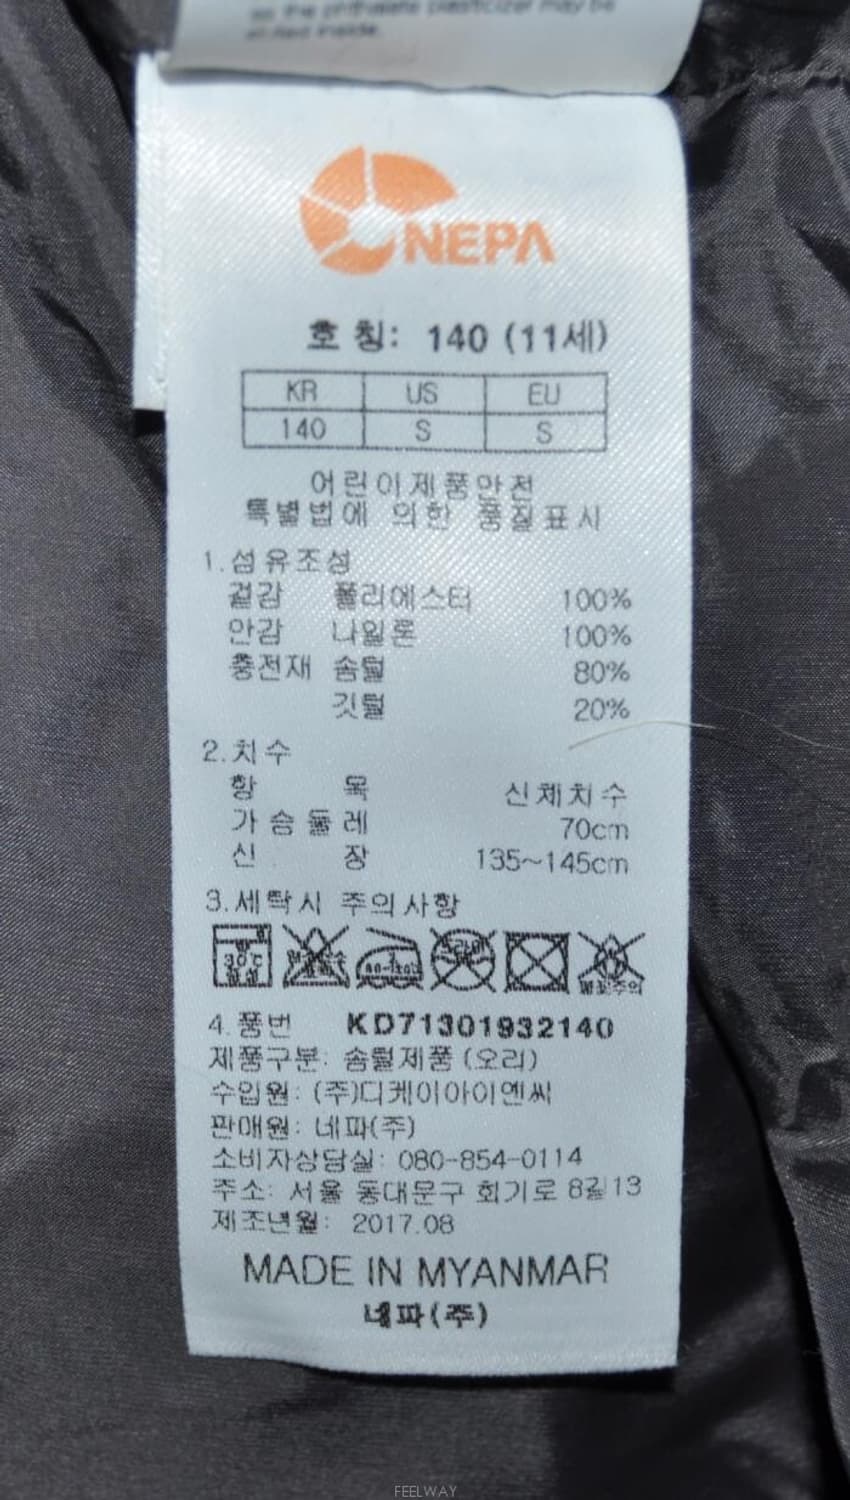 so the phthalate plasticizer may be
NEPA
호 칭: 140 (11세)
KR US EU
140 S S
어린이제품안전
특별법에 의한 품질표시
1.섬유조성
겉감 폴리에스터 100%
안감 나일론 100%
충전재 솜털 80%
깃털 20%
2.치수
항 목 신체치수
가슴둘레 70cm
신 장 135~145cm
3.세탁시 주의사항
30℃
4.품번 KD71301932140
제품구분: 솜털제품 (오리)
수입원: (주)디케이아이엔씨
판매원: 네파(주)
소비자상담실: 080-854-0114
주소: 서울 동대문구 회기로 8길13
제조년월: 2017.08
MADE IN MYANMAR
네파(주)
FEELWAY